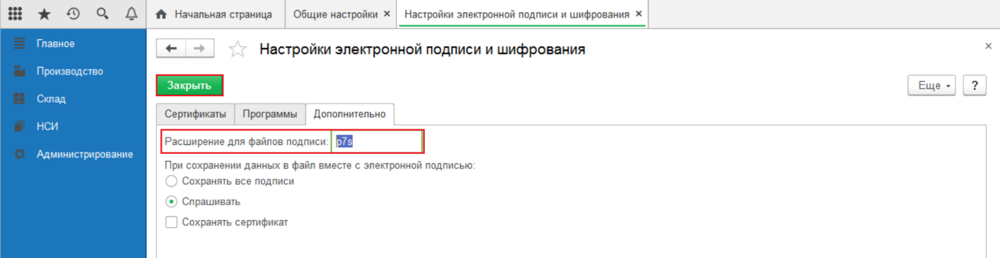 Начальная страница
Общие настройки ×
Настройки электронной подписи и шифрования ×
Главное
Производство
Склад
НСИ
Администрирование
Настройки электронной подписи и шифрования
×
Закрыть
Еще
?
Сертификаты
Программы
Дополнительно
Расширение для файлов подписи: p7s
При сохранении данных в файл вместе с электронной подписью:
Сохранять все подписи
Спрашивать
Сохранять сертификат